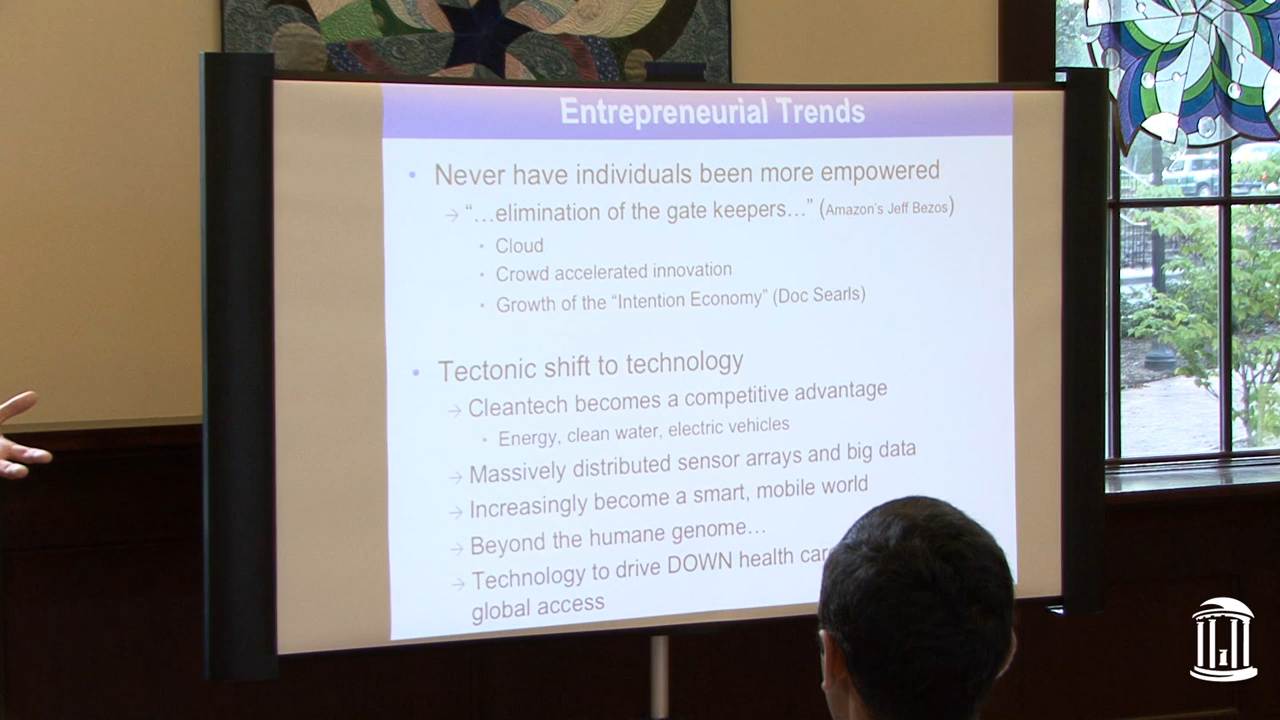 Entrepreneurial Trends
• Never have individuals been more empowered
→ “…elimination of the gate keepers…” (Amazon's Jeff Bezos)
• Cloud
• Crowd accelerated innovation
• Growth of the “Intention Economy” (Doc Searls)
• Tectonic shift to technology
→ Cleantech becomes a competitive advantage
• Energy, clean water, electric vehicles
→ Massively distributed sensor arrays and big data
→ Increasingly become a smart, mobile world
→ Beyond the humane genome…
→ Technology to drive DOWN health
global access